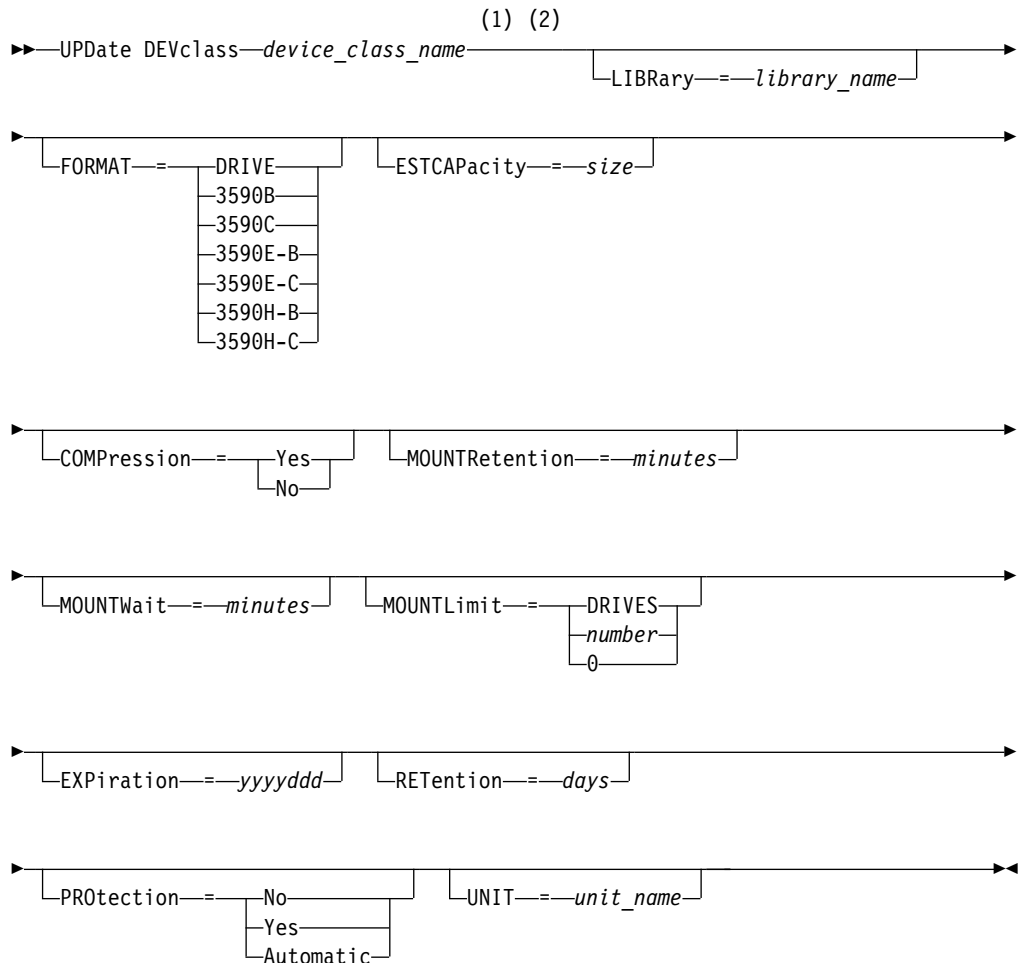 (1) (2)
UPDate DEVclass device_class_name
LIBRary = library_name
FORMAT = DRIVE
3590B
3590C
3590E-B
3590E-C
3590H-B
3590H-C
ESTCAPacity = size
COMPression = Yes
No
MOUNTRetention = minutes
MOUNTWait = minutes
MOUNTLimit = DRIVES
number
0
EXPiration = yyyyddd
RETention = days
PROtection = No
Yes
Automatic
UNIT = unit_name